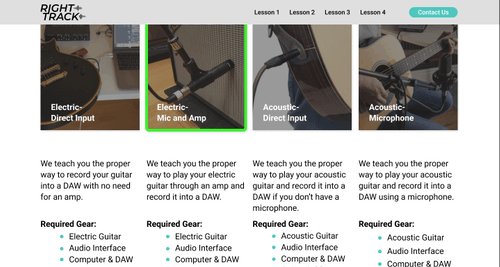 RIGHT-
TRACK
Lesson 1 Lesson 2 Lesson 3 Lesson 4 Contact Us
Electric-
Direct Input
Electric-
Mic and Amp
Acoustic-
Direct Input
Acoustic-
Microphone
We teach you the proper
way to record your guitar
into a DAW with no need
for an amp.
Required Gear:
Electric Guitar
Audio Interface
Computer & DAW
We teach you the proper
way to play your electric
guitar through an amp and
record it into a DAW.
Required Gear:
Electric Guitar
Audio Interface
Computer & DAW
We teach you the proper
way to play your acoustic
guitar and record it into a
DAW if you don't have a
microphone.
Required Gear:
Acoustic Guitar
Audio Interface
Computer & DAW
We teach you the proper
way to play your acoustic
guitar and record it into a
DAW using a microphone.
Required Gear:
Acoustic Guitar
Audio Interface
Computer & DAW